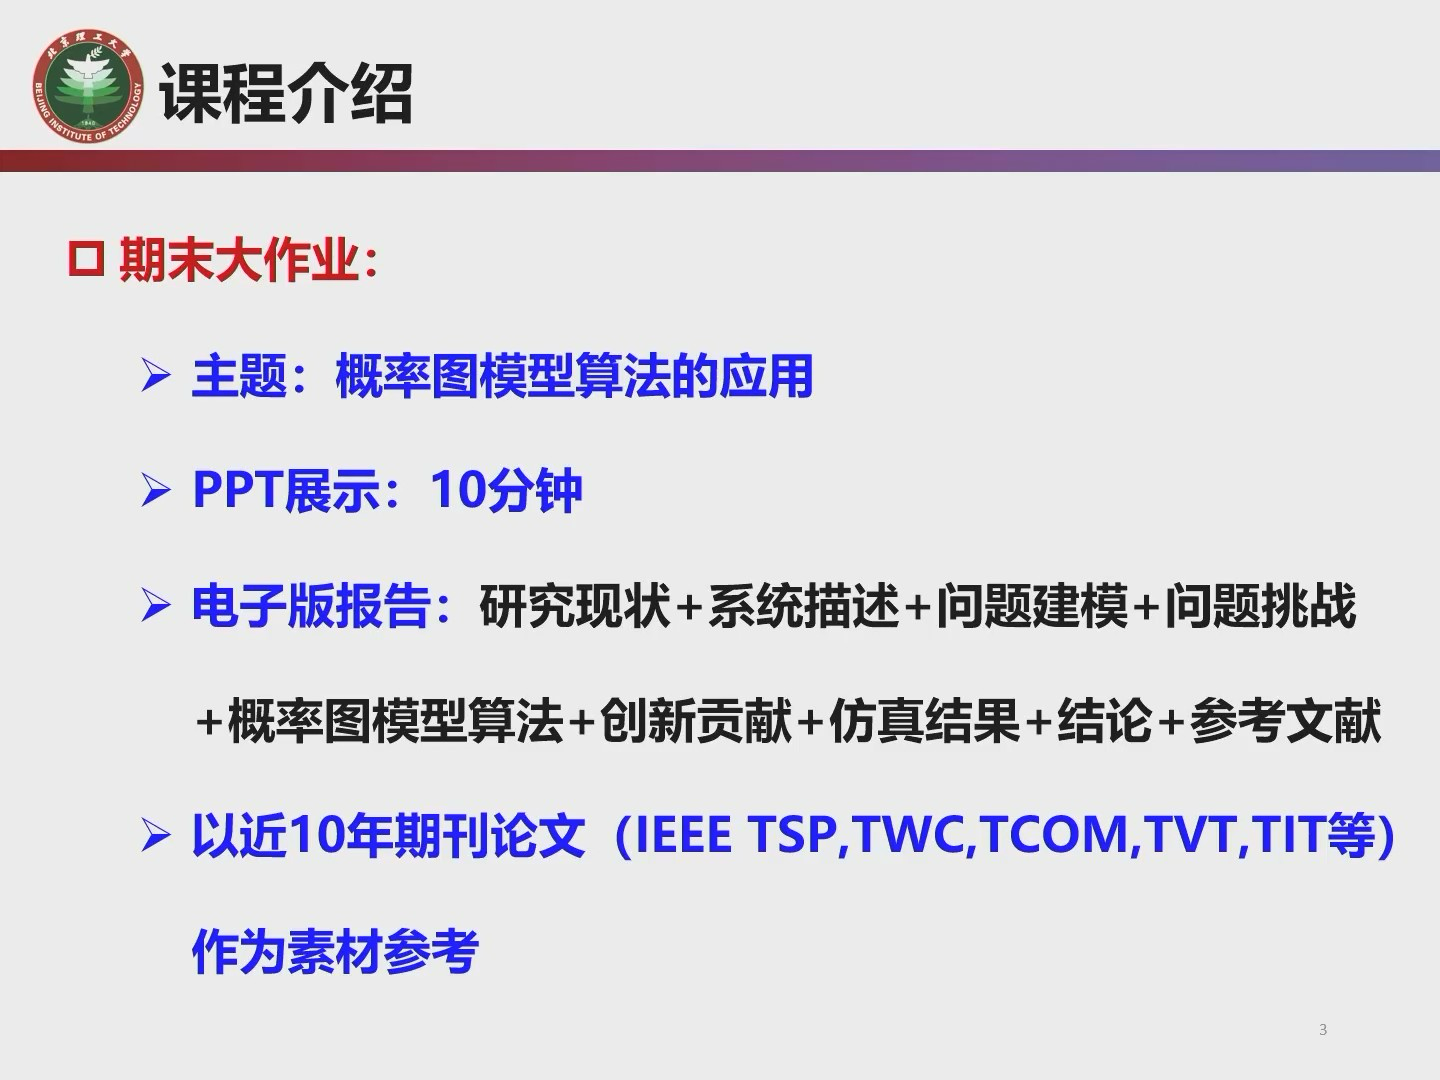 北京理工大学
BEIJING INSTITUTE OF TECHNOLOGY
1940
课程介绍
期末大作业：
主题：概率图模型算法的应用
PPT展示：10分钟
电子版报告：研究现状+系统描述+问题建模+问题挑战
+概率图模型算法+创新贡献+仿真结果+结论+参考文献
以近10年期刊论文（IEEE TSP,TWC,TCOM,TVT,TIT等）
作为素材参考
3